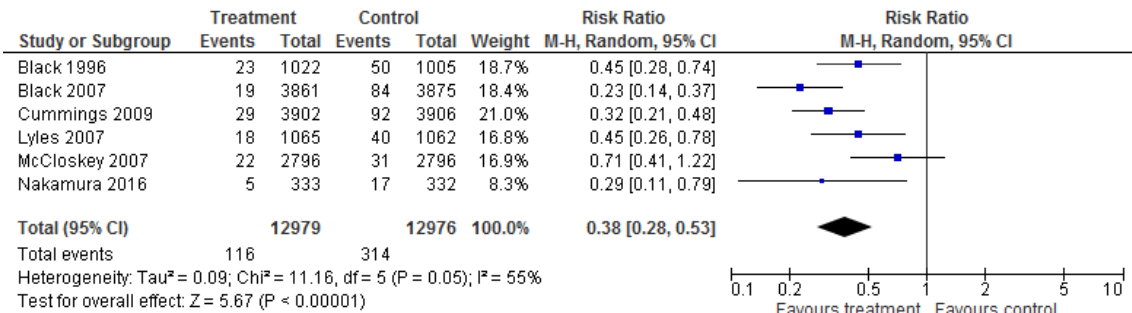 Treatment Control Risk Ratio Risk Ratio
Study or Subgroup Events Total Events Total Weight M-H, Random, 95% CI M-H, Random, 95% CI
Black 1996 23 1022 50 1005 18.7% 0.45 [0.28, 0.74]
Black 2007 19 3861 84 3875 18.4% 0.23 [0.14, 0.37]
Cummings 2009 29 3902 92 3906 21.0% 0.32 [0.21, 0.48]
Lyles 2007 18 1065 40 1062 16.8% 0.45 [0.26, 0.78]
McCloskey 2007 22 2796 31 2796 16.9% 0.71 [0.41, 1.22]
Nakamura 2016 5 333 17 332 8.3% 0.29 [0.11, 0.79]
Total (95% CI) 12979 12976 100.0% 0.38 [0.28, 0.53]
Total events 116 314
Heterogeneity: Tau² = 0.09; Chi² = 11.16, df = 5 (P = 0.05); I² = 55%
Test for overall effect: Z = 5.67 (P < 0.00001)
0.1 0.2 0.5 1 2 5 10
Favours treatment Favours control